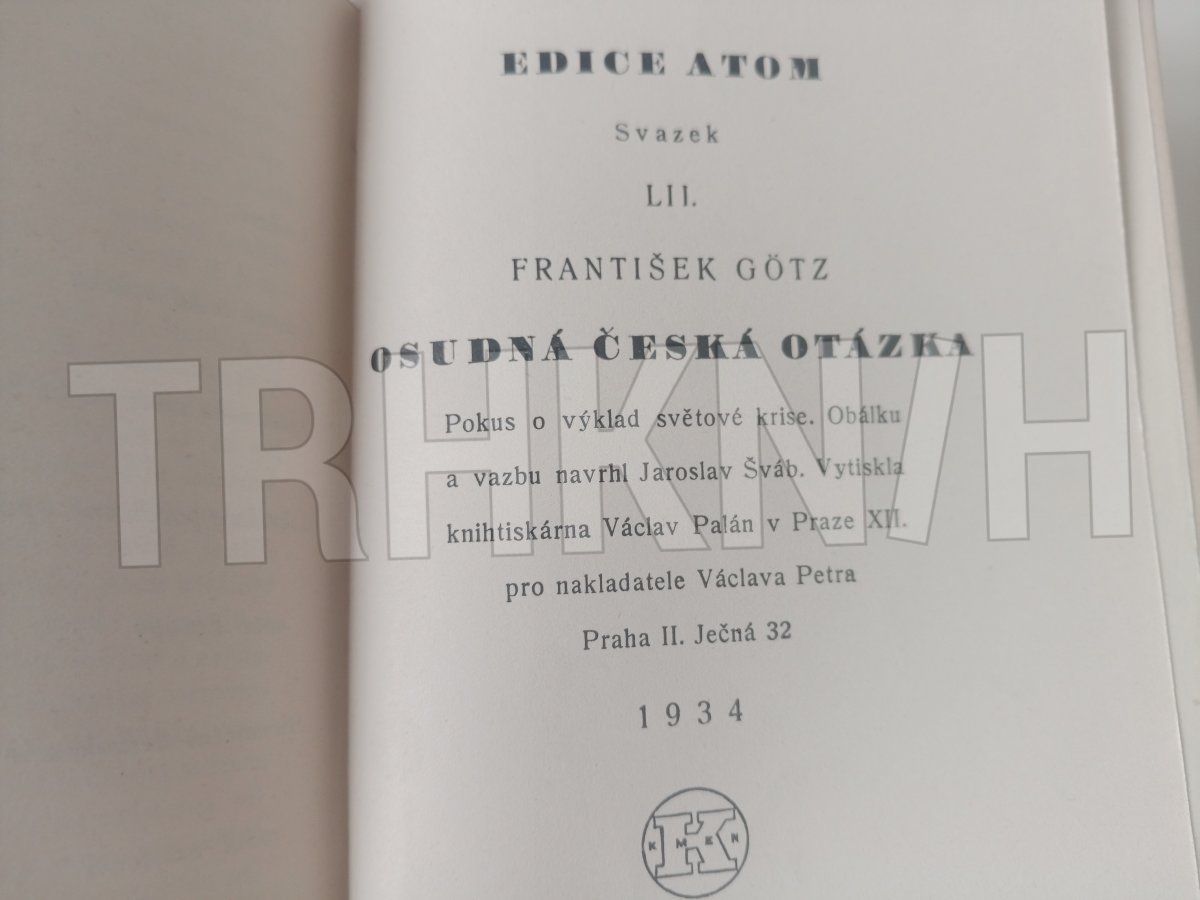 EDICE ATOM
Svazek
LII.
FRANTIŠEK GÖTZ
OSUDNÁ ČESKÁ OTÁZKA
Pokus o výklad světové krise. Obálku
a vazbu navrhl Jaroslav Šváb. Vytiskla
knihtiskárna Václav Palán v Praze XII.
pro nakladatele Václava Petra
Praha II. Ječná 32
1934
KMEN
TRHKNIH